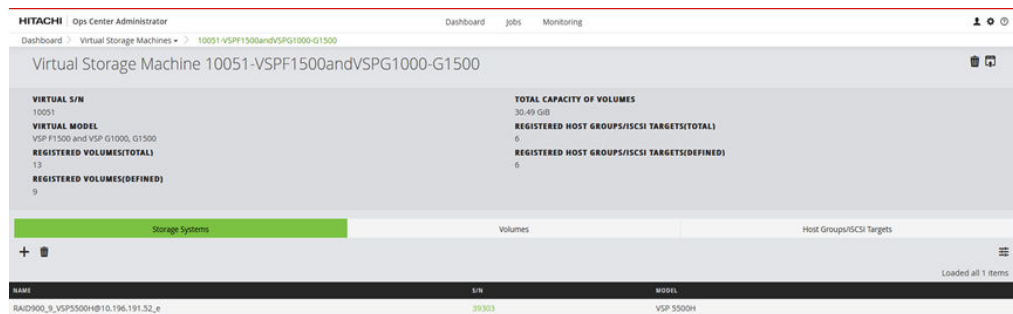 HITACHI Ops Center Administrator Dashboard Jobs Monitoring
Dashboard Virtual Storage Machines 10051-VSPF1500andVSPG1000-G1500
Virtual Storage Machine 10051-VSPF1500andVSPG1000-G1500
VIRTUAL S/N
10051
VIRTUAL MODEL
VSP F1500 and VSP G1000, G1500
REGISTERED VOLUMES(TOTAL)
13
REGISTERED VOLUMES(DEFINED)
9
TOTAL CAPACITY OF VOLUMES
30.49 GiB
REGISTERED HOST GROUPS/ISCSI TARGETS(TOTAL)
6
REGISTERED HOST GROUPS/ISCSI TARGETS(DEFINED)
6
Storage Systems Volumes Host Groups/iSCSI Targets
Loaded all 1 items
NAME S/N MODEL
RAID900_9_VSP5500H@10.196.191.52_e 39303 VSP 5500H